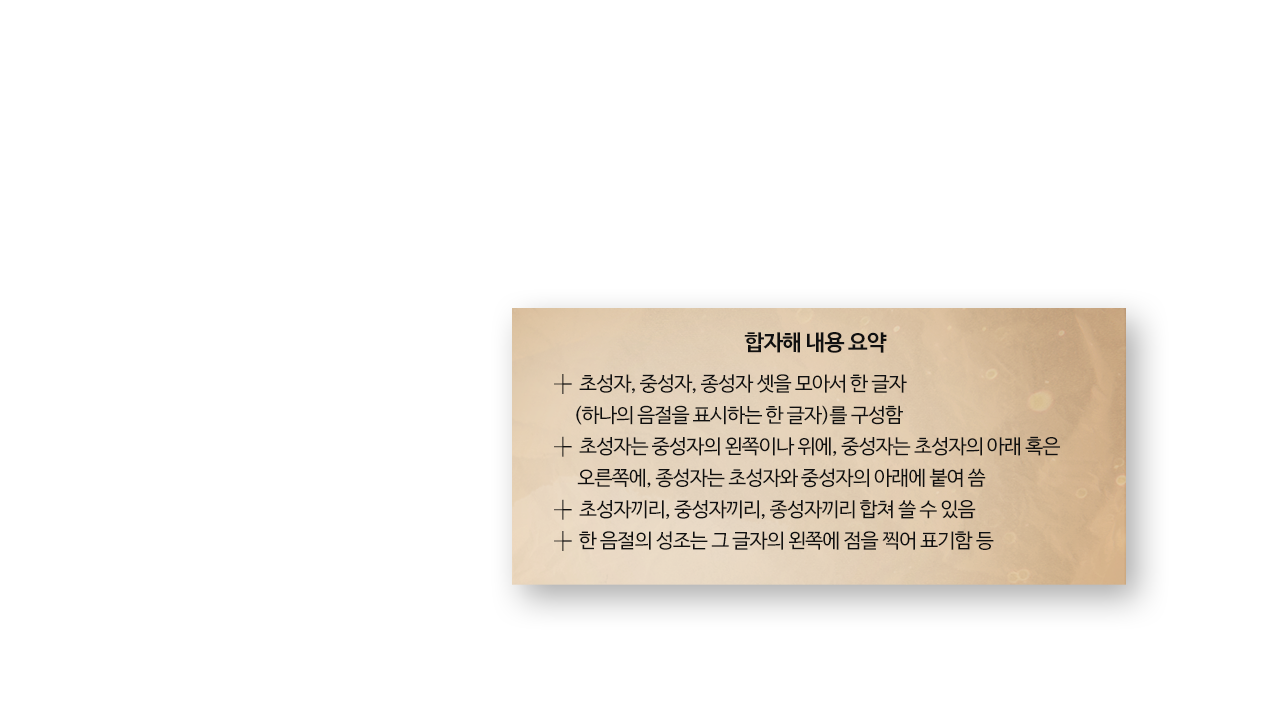 합자해 내용 요약
+ 초성자, 중성자, 종성자 셋을 모아서 한 글자
(하나의 음절을 표시하는 한 글자)를 구성함
+ 초성자는 중성자의 왼쪽이나 위에, 중성자는 초성자의 아래 혹은
오른쪽에, 종성자는 초성자와 중성자의 아래에 붙여 씀
+ 초성자끼리, 중성자끼리, 종성자끼리 합쳐 쓸 수 있음
+ 한 음절의 성조는 그 글자의 왼쪽에 점을 찍어 표기함 등